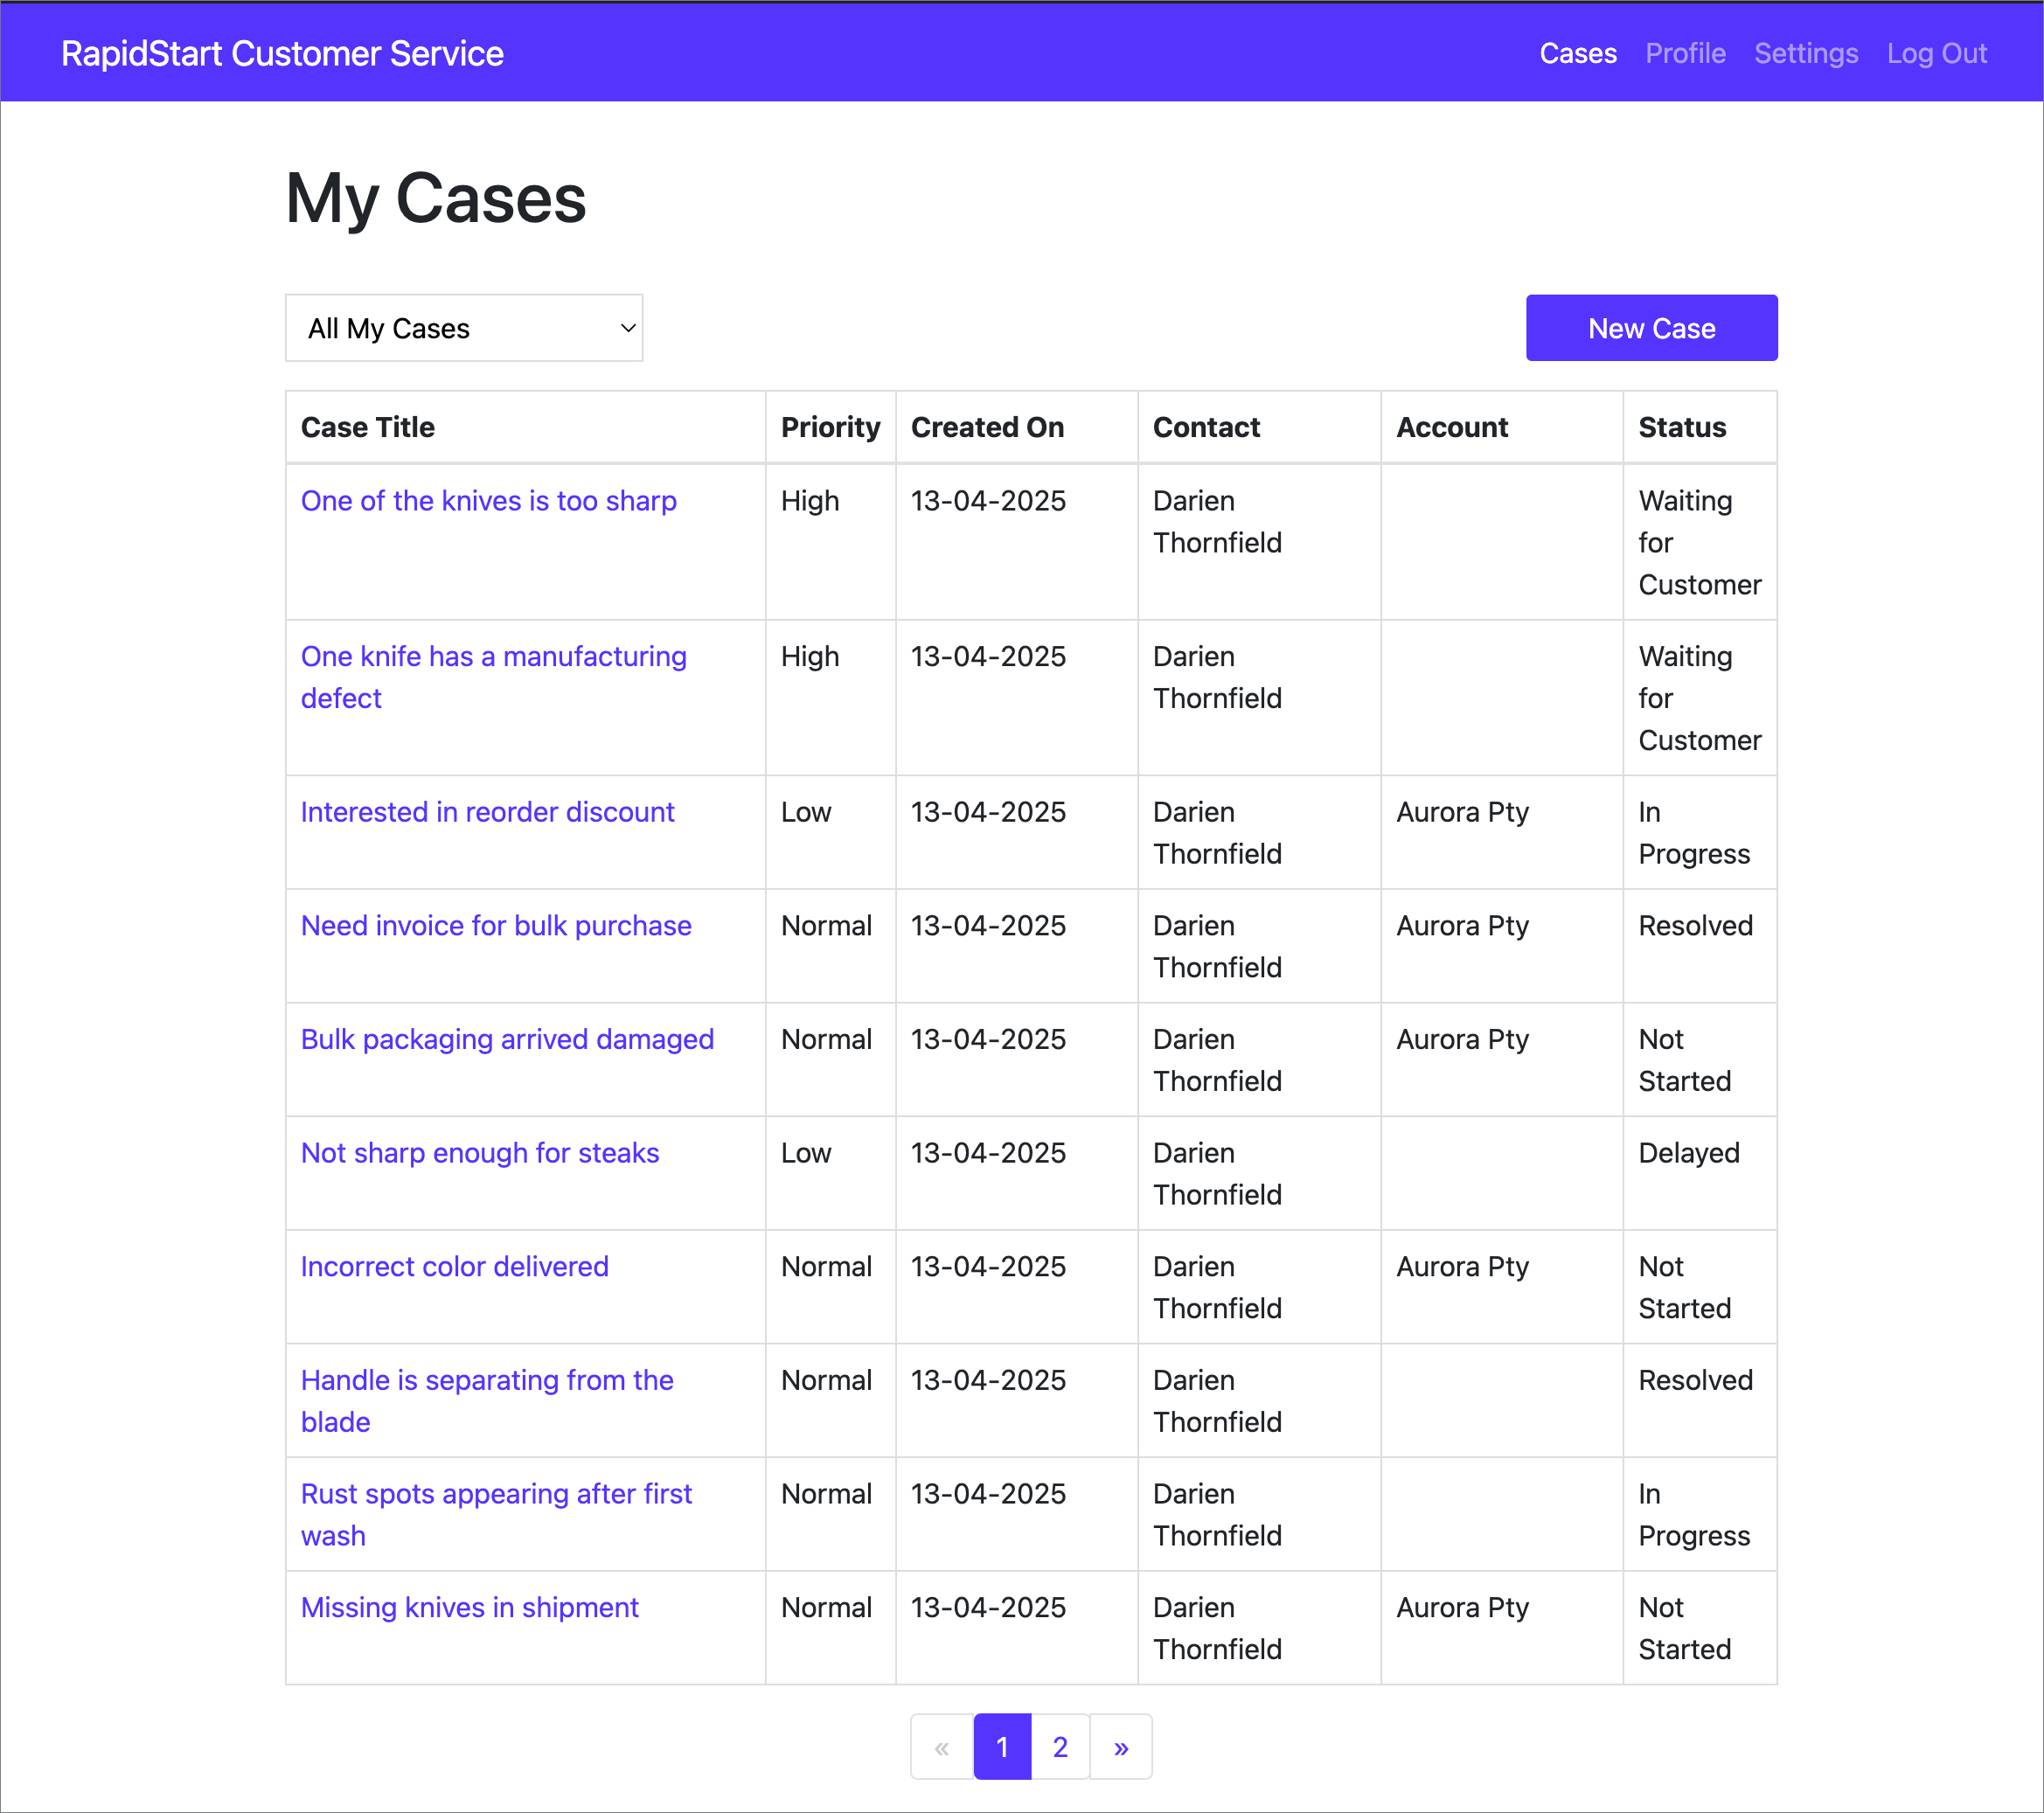 RapidStart Customer Service
Cases Profile Settings Log Out
My Cases
All My Cases
New Case
Case Title Priority Created On Contact Account Status
One of the knives is too sharp High 13-04-2025 Darien Waiting
Thornfield for
Customer
One knife has a manufacturing High 13-04-2025 Darien Waiting
defect Thornfield for
Customer
Interested in reorder discount Low 13-04-2025 Darien Aurora Pty In
Thornfield Progress
Need invoice for bulk purchase Normal 13-04-2025 Darien Aurora Pty Resolved
Thornfield
Bulk packaging arrived damaged Normal 13-04-2025 Darien Aurora Pty Not
Thornfield Started
Not sharp enough for steaks Low 13-04-2025 Darien Delayed
Thornfield
Incorrect color delivered Normal 13-04-2025 Darien Aurora Pty Not
Thornfield Started
Handle is separating from the Normal 13-04-2025 Darien Resolved
blade Thornfield
Rust spots appearing after first Normal 13-04-2025 Darien In
wash Thornfield Progress
Missing knives in shipment Normal 13-04-2025 Darien Aurora Pty Not
Thornfield Started
« 1 2 »